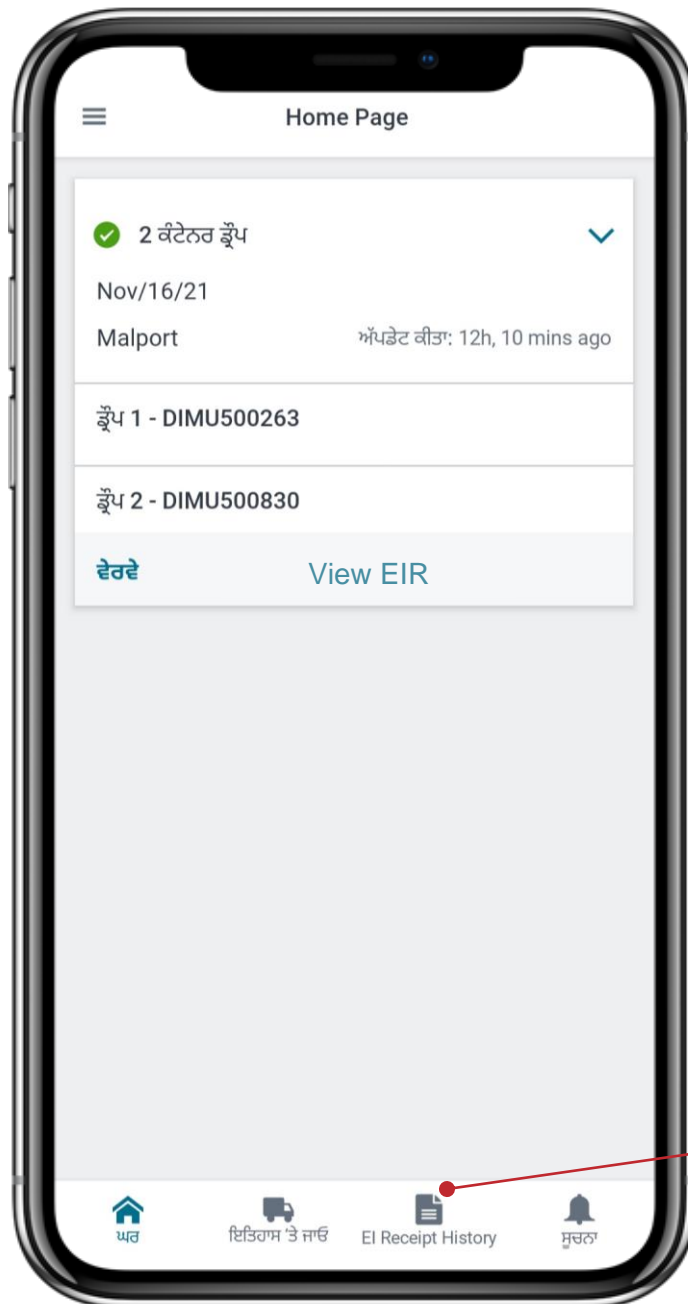 Home Page
2 ਕੰਟੇਨਰ ਡ੍ਰੌਪ
Nov/16/21
Malport ਅੱਪਡੇਟ ਕੀਤਾ: 12h, 10 mins ago
ਡ੍ਰੌਪ 1 - DIMU500263
ਡ੍ਰੌਪ 2 - DIMU500830
ਵੇਰਵੇ View EIR
ਘਰ ਇਤਿਹਾਸ 'ਤੇ ਜਾਓ EI Receipt History ਸੂਚਨਾ